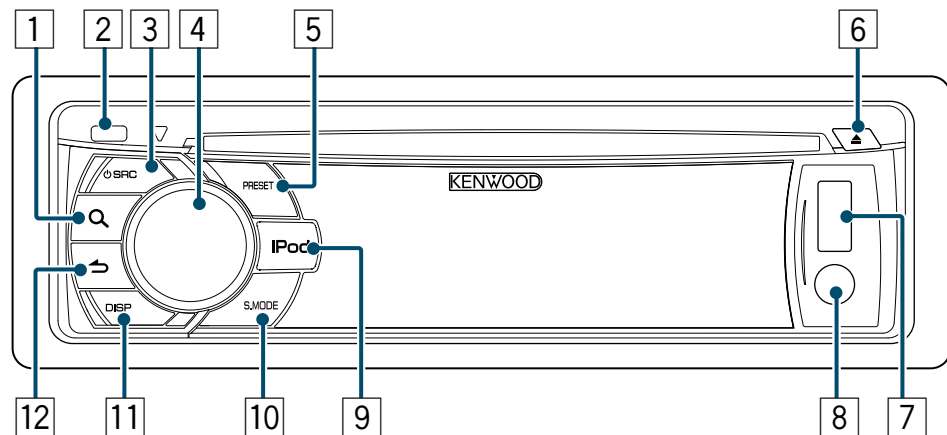 1 2 3 4 5 6
SRC
PRESET
KENWOOD
iPod
DISP
S.MODE
12 11 10 9 8 7